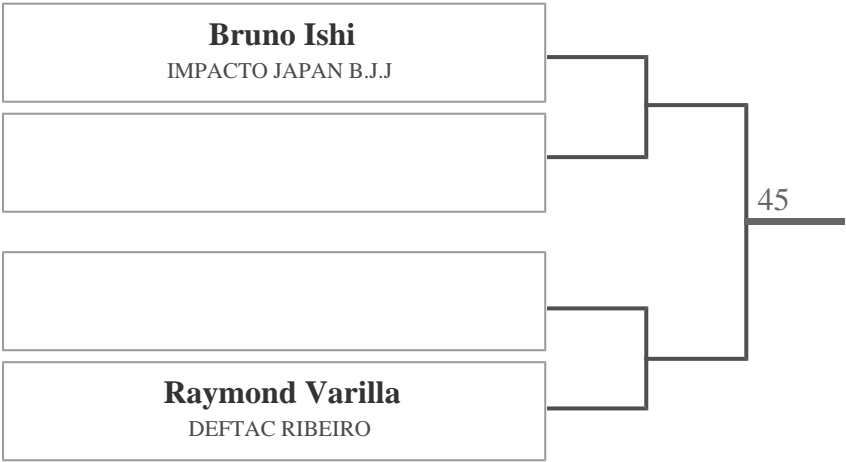 Bruno Ishi
IMPACTO JAPAN B.J.J
45
Raymond Varilla
DEFTAC RIBEIRO